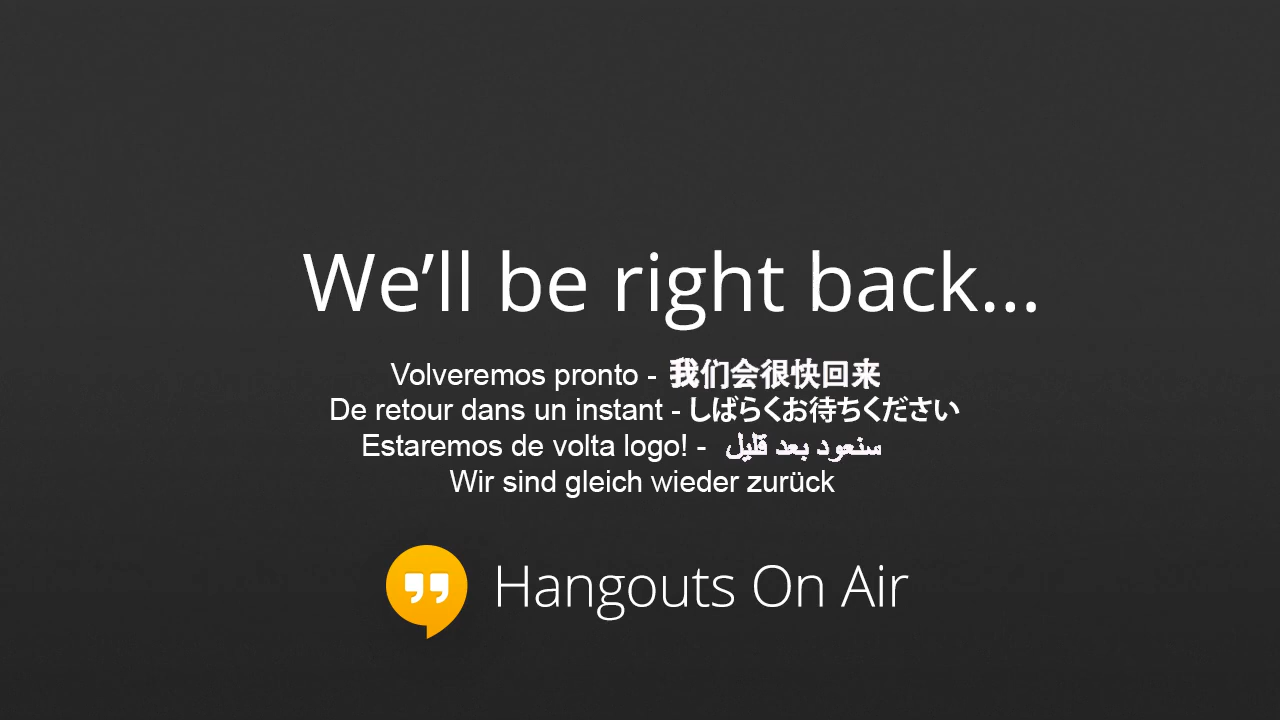 We’ll be right back...
Volveremos pronto - 我们会很快回来
De retour dans un instant - しばらくお待ちください
Estaremos de volta logo! - سنعود بعد قليل
Wir sind gleich wieder zurück
Hangouts On Air